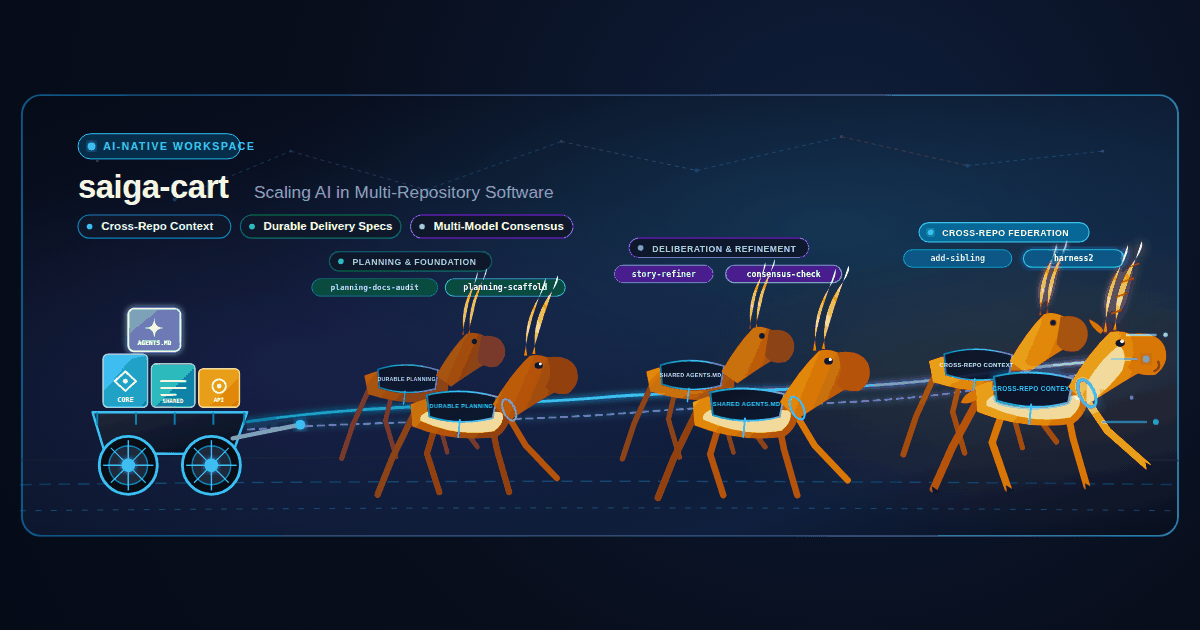 AI-NATIVE WORKSPACE
saiga-cart
Scaling AI in Multi-Repository Software
Cross-Repo Context
Durable Delivery Specs
Multi-Model Consensus
PLANNING & FOUNDATION
planning-docs-audit
planning-scaffold
DELIBERATION & REFINEMENT
story-refiner
consensus-check
CROSS-REPO FEDERATION
add-sibling
harness2
AGENTS.MD
CORE
SHARED
API
DURABLE PLANNING
DURABLE PLANNING
SHARED AGENTS.MD
SHARED AGENTS.MD
CROSS-REPO CONTEXT
CROSS-REPO CONTEXT